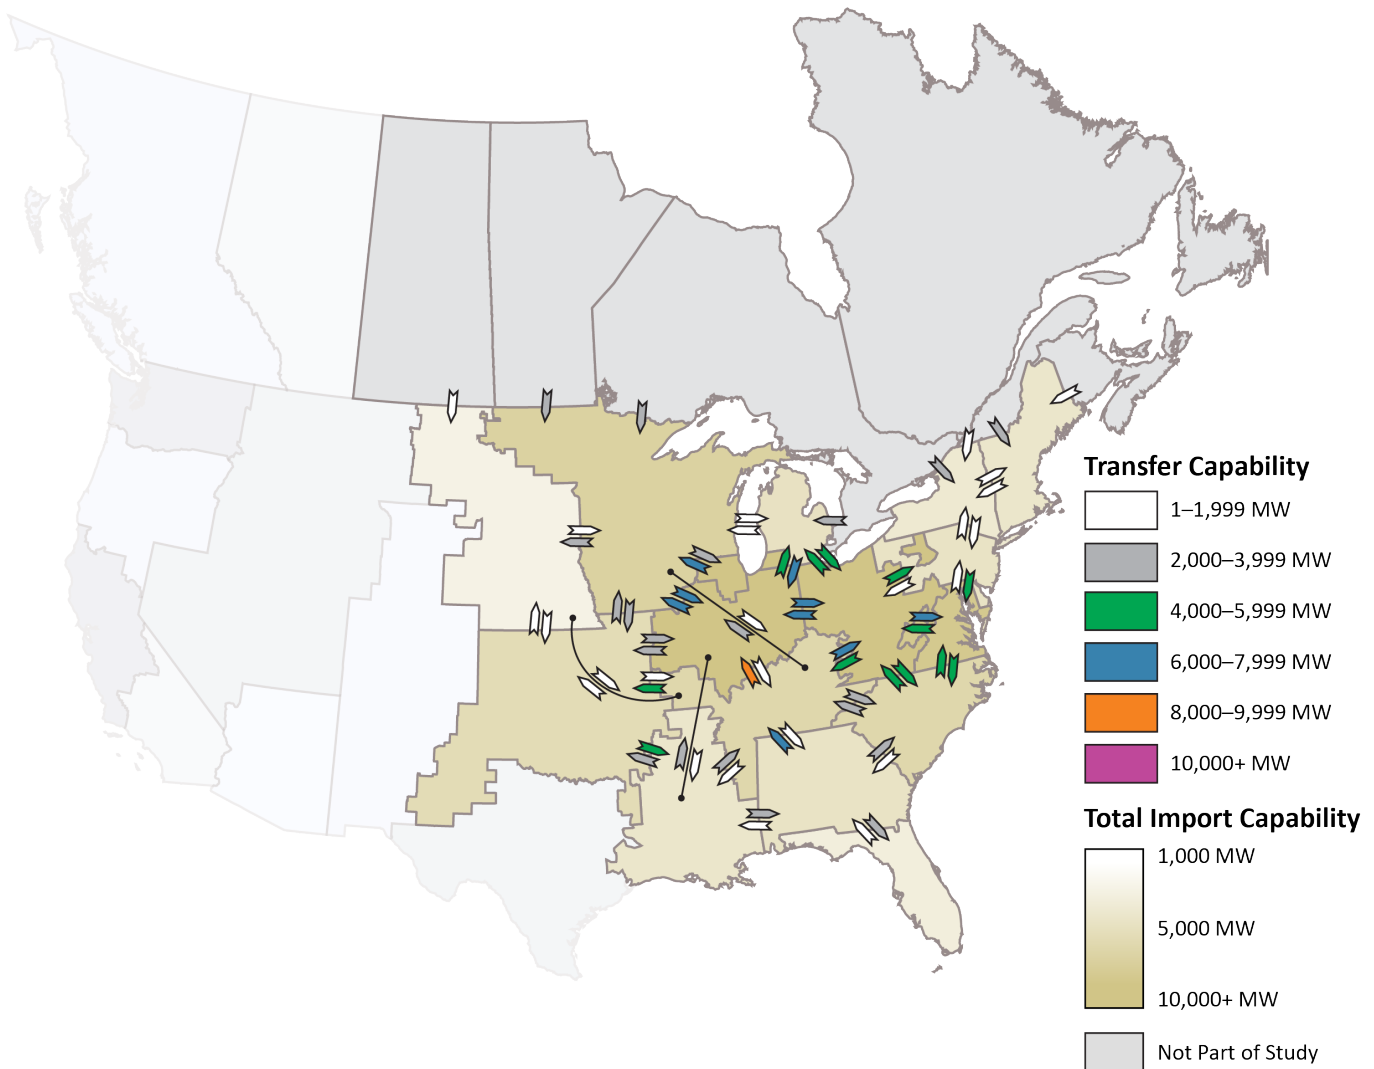 Transfer Capability
1–1,999 MW
2,000–3,999 MW
4,000–5,999 MW
6,000–7,999 MW
8,000–9,999 MW
10,000+ MW
Total Import Capability
1,000 MW
5,000 MW
10,000+ MW
Not Part of Study